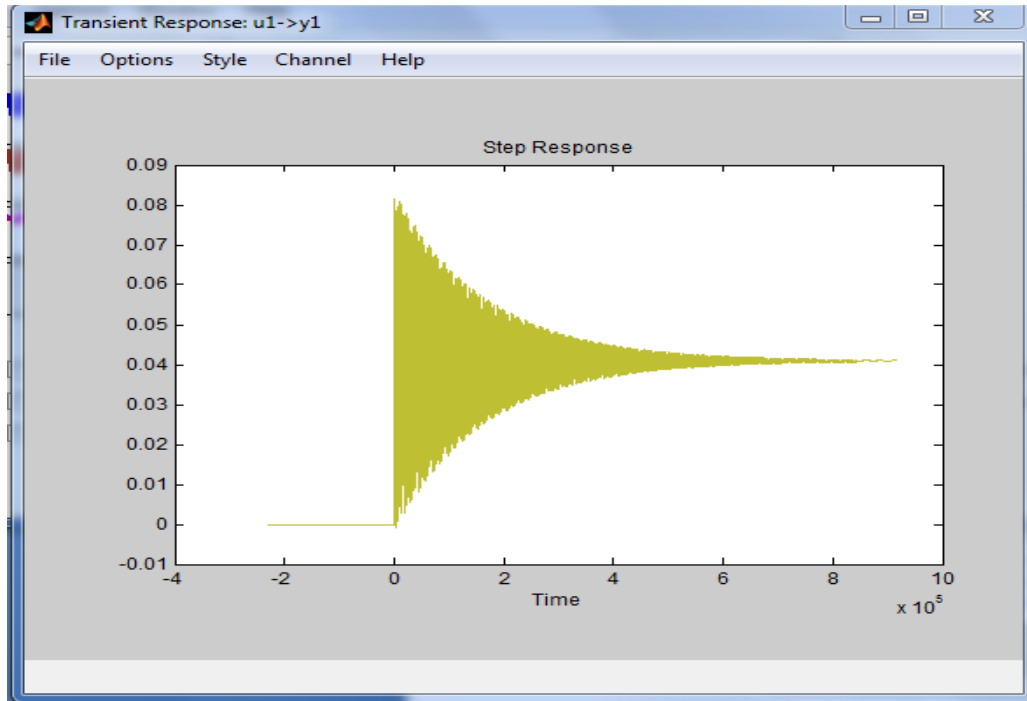 Transient Response: u1->y1
File Options Style Channel Help
Step Response
0.09
0.08
0.07
0.06
0.05
0.04
0.03
0.02
0.01
0
-0.01
-4 -2 0 2 4 6 8 10
Time
x 10⁵